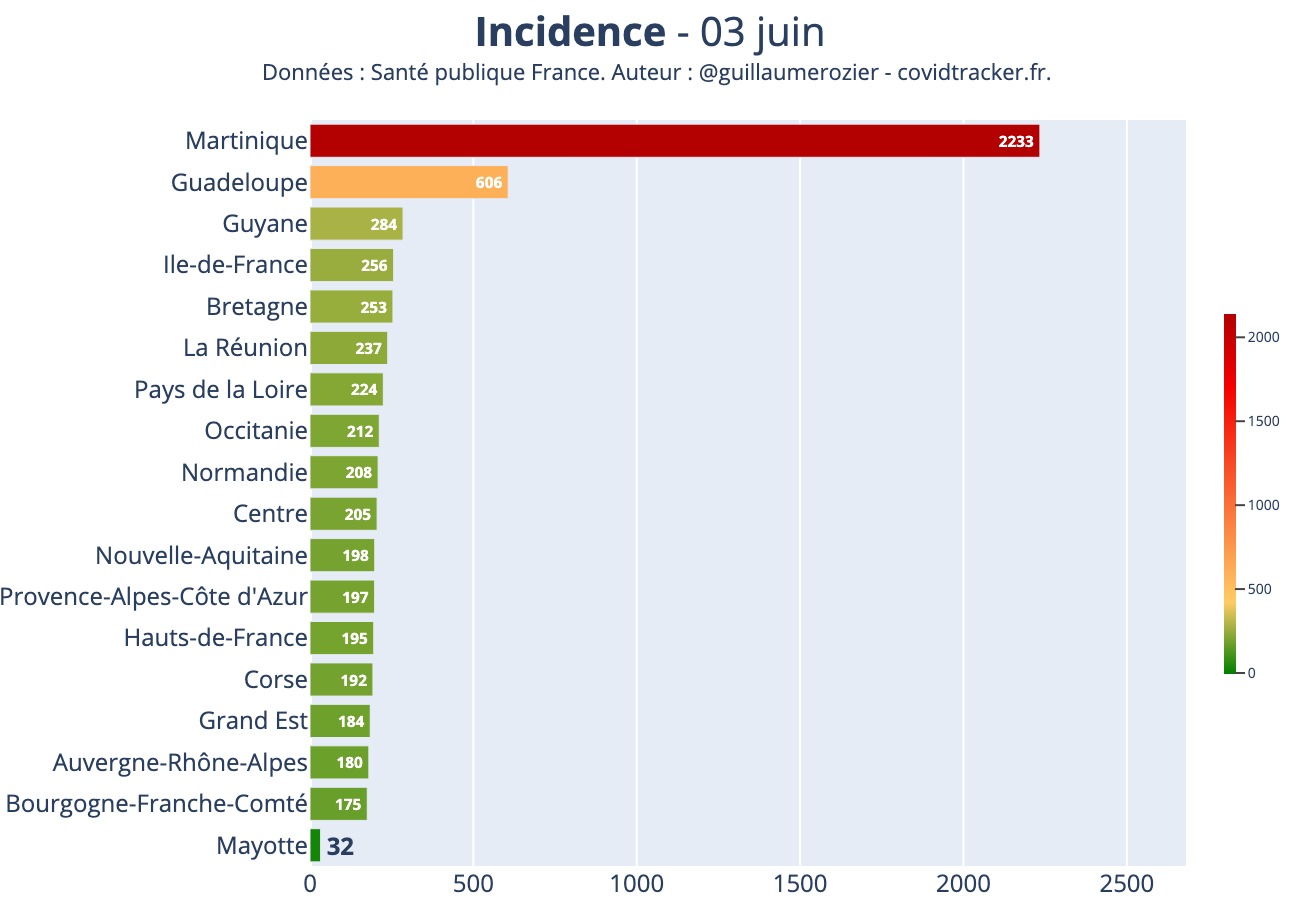 Incidence - 03 juin
Données : Santé publique France. Auteur : @guillaumerozier - covidtracker.fr.
Martinique 2233
Guadeloupe 606
Guyane 284
Ile-de-France 256
Bretagne 253
La Réunion 237
Pays de la Loire 224
Occitanie 212
Normandie 208
Centre 205
Nouvelle-Aquitaine 198
Provence-Alpes-Côte d'Azur 197
Hauts-de-France 195
Corse 192
Grand Est 184
Auvergne-Rhône-Alpes 180
Bourgogne-Franche-Comté 175
Mayotte 32
0 500 1000 1500 2000 2500
2000
1500
1000
500
0